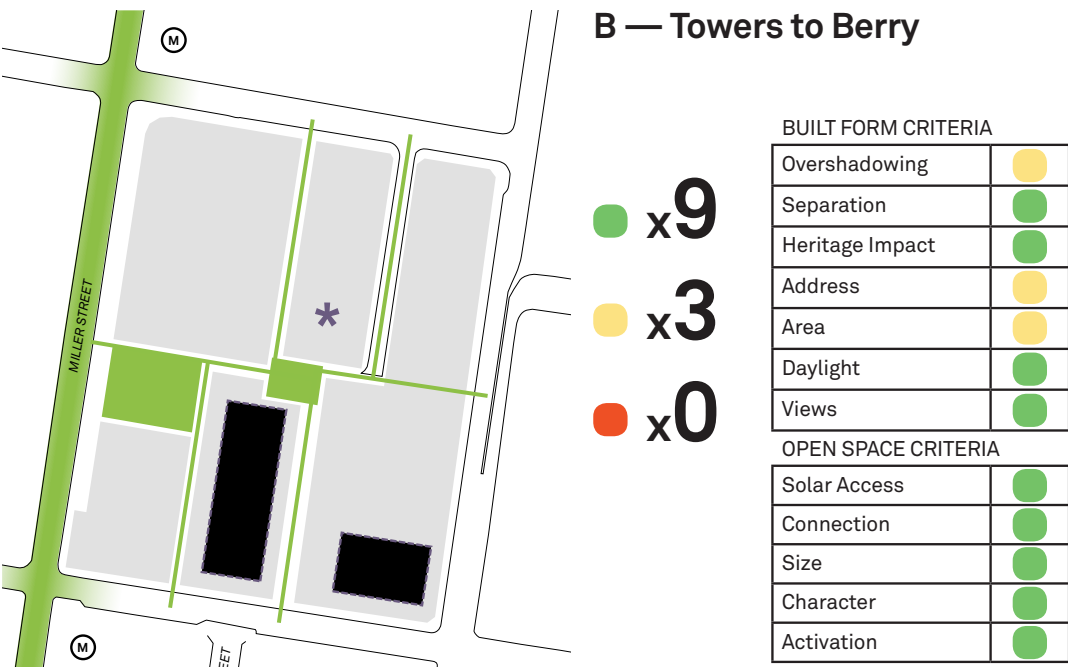 B — Towers to Berry
M
MILLER STREET
*
M
EET
x9
x3
x0
BUILT FORM CRITERIA
Overshadowing
Separation
Heritage Impact
Address
Area
Daylight
Views
OPEN SPACE CRITERIA
Solar Access
Connection
Size
Character
Activation